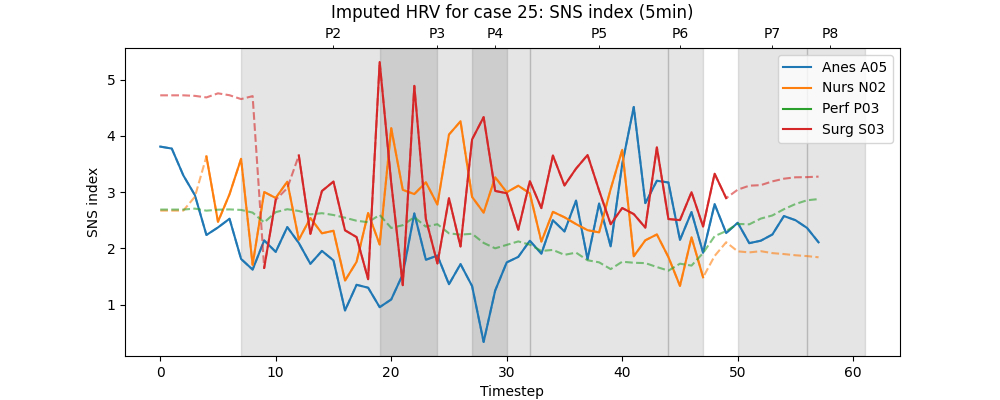 Imputed HRV for case 25: SNS index (5min)
P2 P3 P4 P5 P6 P7 P8
Anes A05
Nurs N02
Perf P03
Surg S03
SNS index
5
4
3
2
1
0 10 20 30 40 50 60
Timestep